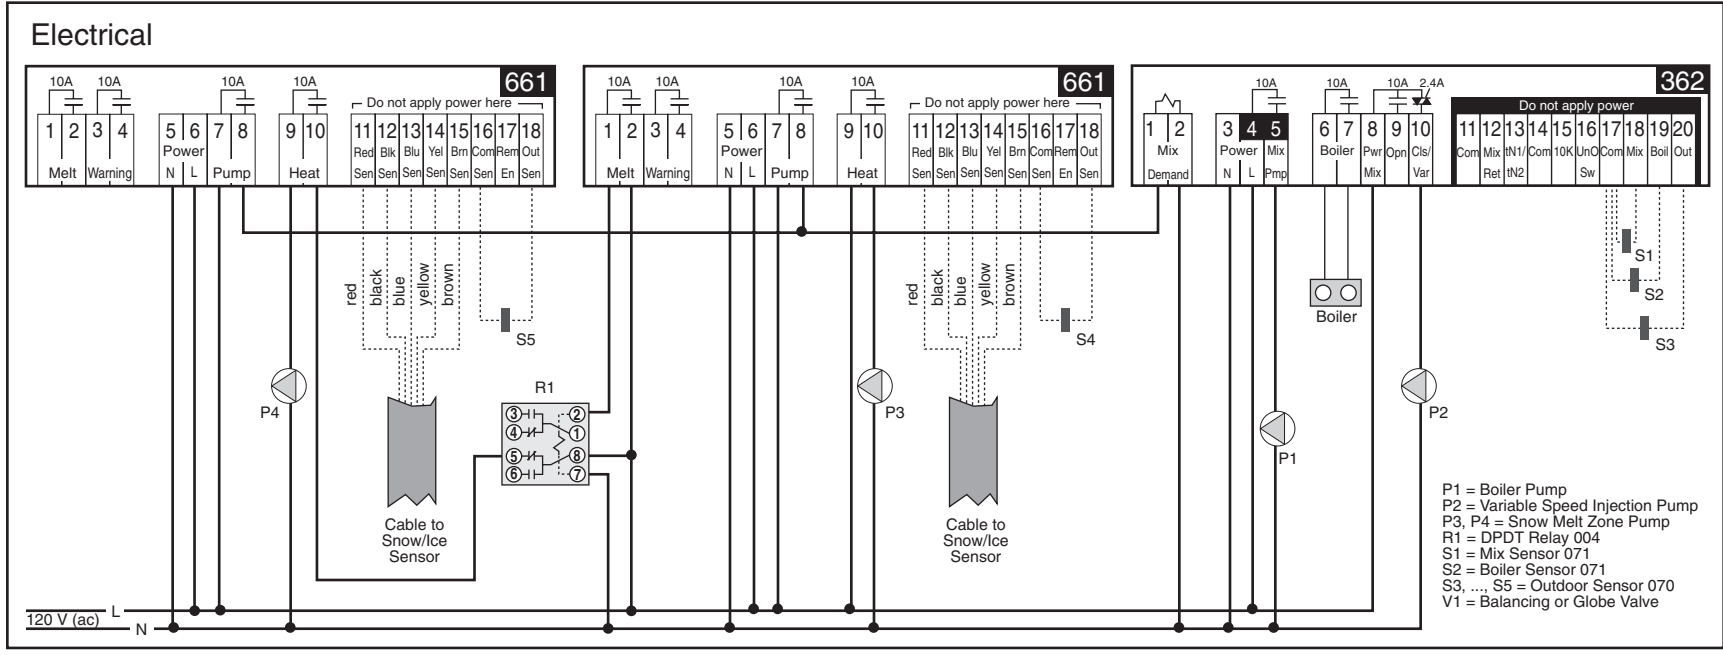 Electrical
661
10A 10A 10A 10A
Do not apply power here
1 2 3 4 5 6 7 8 9 10 11 12 13 14 15 16 17 18
Melt Warning Power N L Pump Heat
Red Blk Blu Yel Brn Com Rem Out
Sen Sen Sen Sen Sen Sen En Sen
661
10A 10A 10A 10A
Do not apply power here
1 2 3 4 5 6 7 8 9 10 11 12 13 14 15 16 17 18
Melt Warning Power N L Pump Heat
Red Blk Blu Yel Brn Com Rem Out
Sen Sen Sen Sen Sen Sen En Sen
362
10A 10A 10A 2.4A
Do not apply power
1 2 3 4 5 6 7 8 9 10 11 12 13 14 15 16 17 18 19 20
Mix Power Mix Boiler Pwr Opn Cls/ Com Mix tN1/ Com 10K UnO Com Mix Boil Out
Demand N L Pmp Mix Var Ret tN2 Sw
red
black
blue
yellow
brown
S5
red
black
blue
yellow
brown
S4
S1
S2
S3
Boiler
P4
R1
3 2
4 1
5 8
6 7
P3
P1
P2
Cable to
Snow/Ice
Sensor
Cable to
Snow/Ice
Sensor
P1 = Boiler Pump
P2 = Variable Speed Injection Pump
P3, P4 = Snow Melt Zone Pump
R1 = DPDT Relay 004
S1 = Mix Sensor 071
S2 = Boiler Sensor 071
S3, ..., S5 = Outdoor Sensor 070
V1 = Balancing or Globe Valve
120 V (ac)
L
N